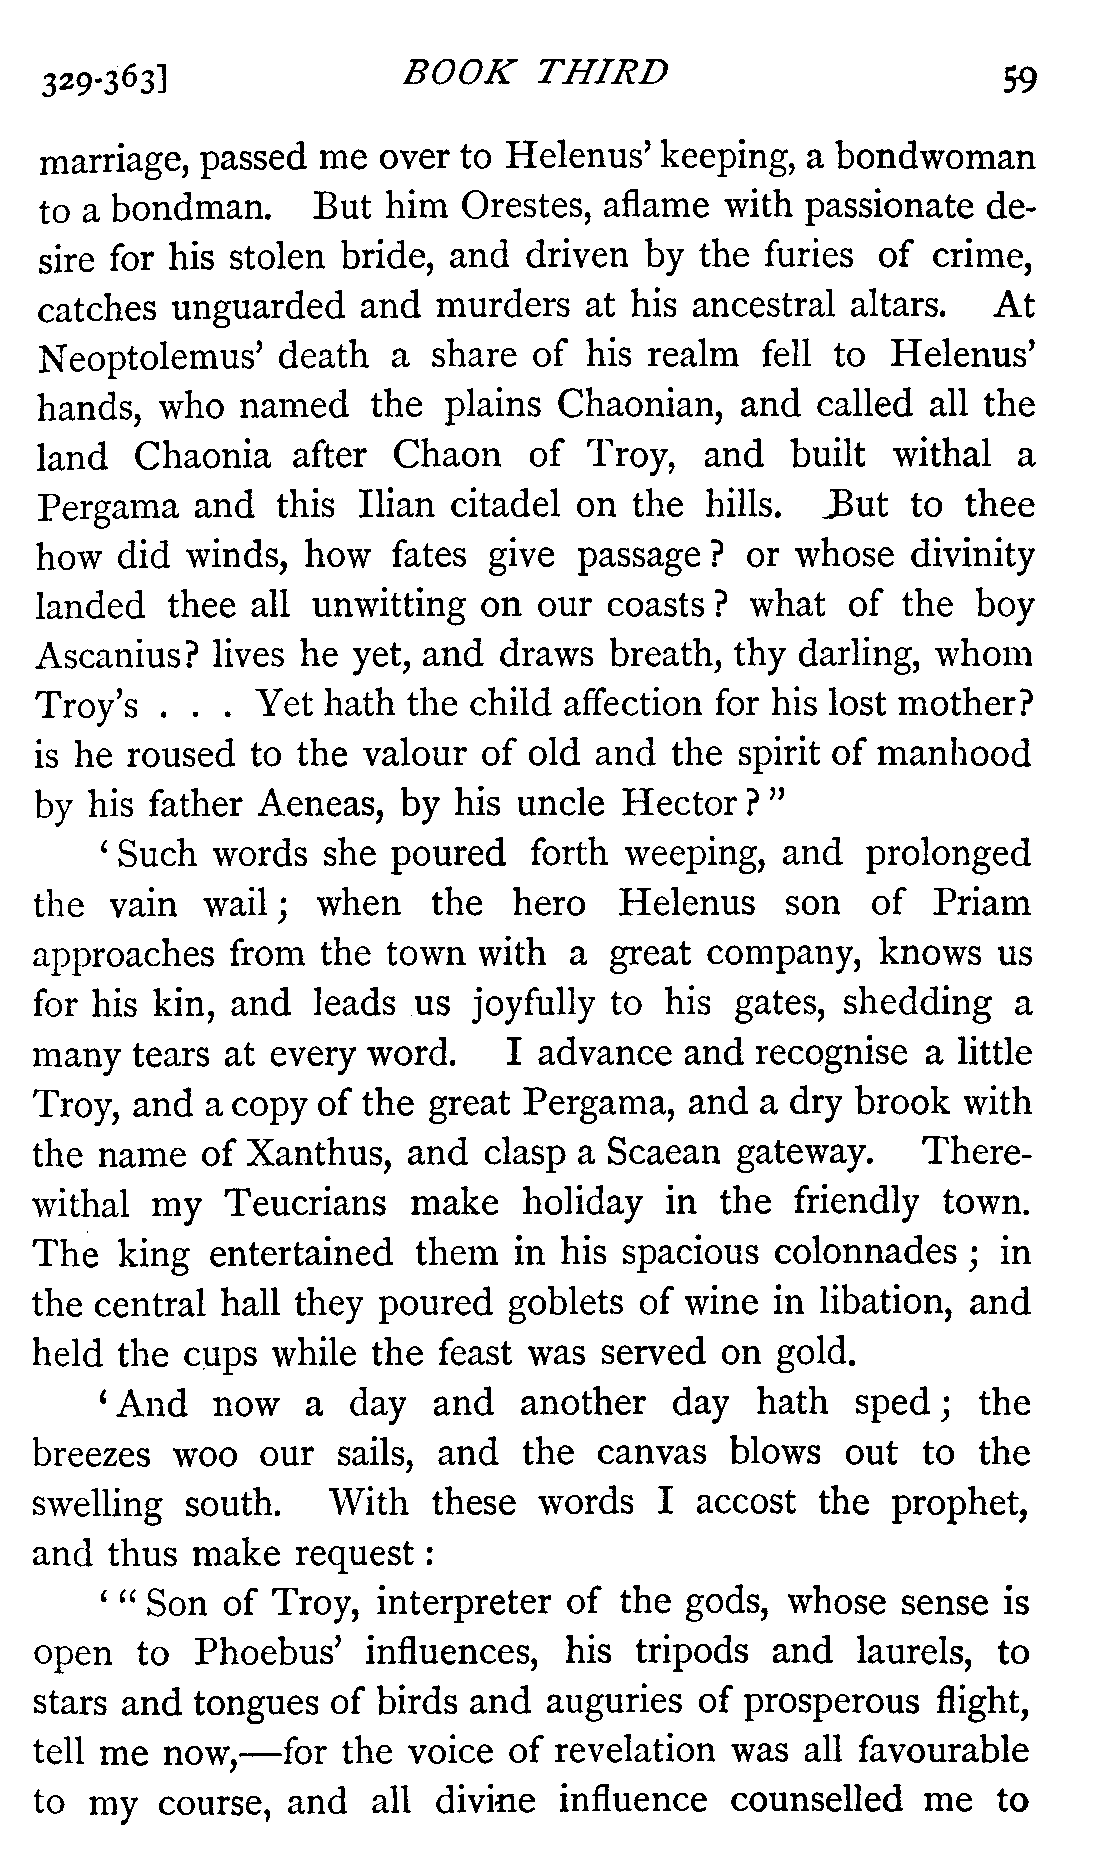 329-363] BOOK THIRD 59
marriage, passed me over to Helenus' keeping, a bondwoman
to a bondman. But him Orestes, aflame with passionate de-
sire for his stolen bride, and driven by the furies of crime,
catches unguarded and murders at his ancestral altars. At
Neoptolemus' death a share of his realm fell to Helenus'
hands, who named the plains Chaonian, and called all the
land Chaonia after Chaon of Troy, and built withal a
Pergama and this Ilian citadel on the hills. But to thee
how did winds, how fates give passage? or whose divinity
landed thee all unwitting on our coasts? what of the boy
Ascanius? lives he yet, and draws breath, thy darling, whom
Troy's . . . Yet hath the child affection for his lost mother?
is he roused to the valour of old and the spirit of manhood
by his father Aeneas, by his uncle Hector?"
'Such words she poured forth weeping, and prolonged
the vain wail; when the hero Helenus son of Priam
approaches from the town with a great company, knows us
for his kin, and leads us joyfully to his gates, shedding a
many tears at every word. I advance and recognise a little
Troy, and a copy of the great Pergama, and a dry brook with
the name of Xanthus, and clasp a Scaean gateway. There-
withal my Teucrians make holiday in the friendly town.
The king entertained them in his spacious colonnades; in
the central hall they poured goblets of wine in libation, and
held the cups while the feast was served on gold.
'And now a day and another day hath sped; the
breezes woo our sails, and the canvas blows out to the
swelling south. With these words I accost the prophet,
and thus make request:
'"Son of Troy, interpreter of the gods, whose sense is
open to Phoebus' influences, his tripods and laurels, to
stars and tongues of birds and auguries of prosperous flight,
tell me now,—for the voice of revelation was all favourable
to my course, and all divine influence counselled me to